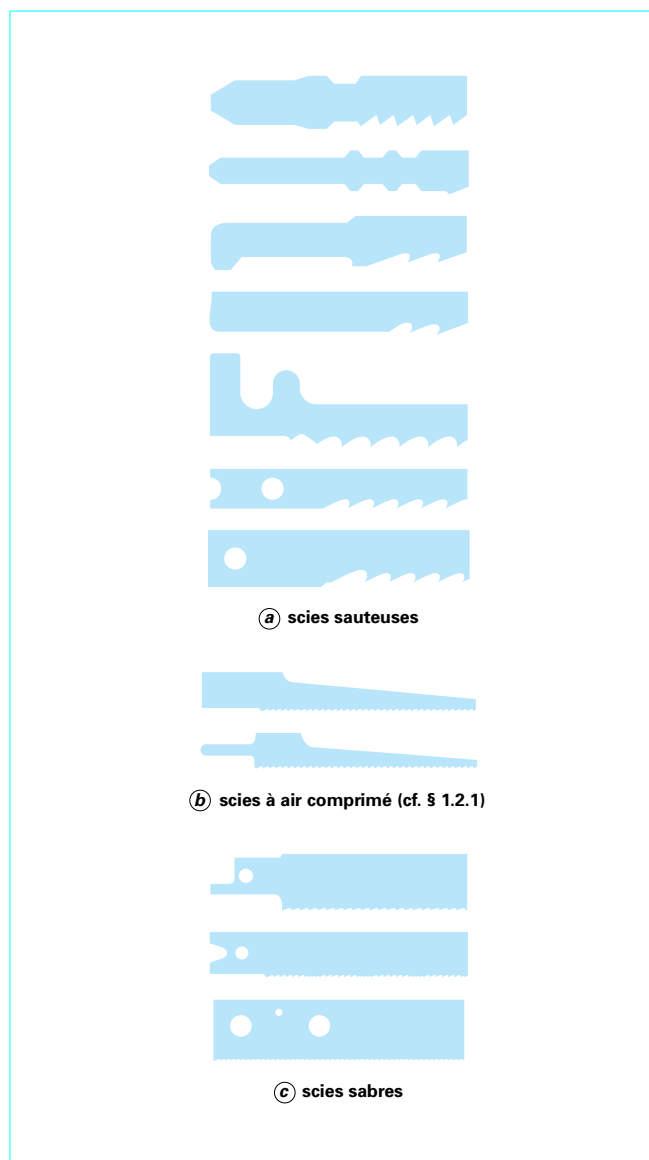 a scies sauteuses
b scies à air comprimé (cf. § 1.2.1)
c scies sabres